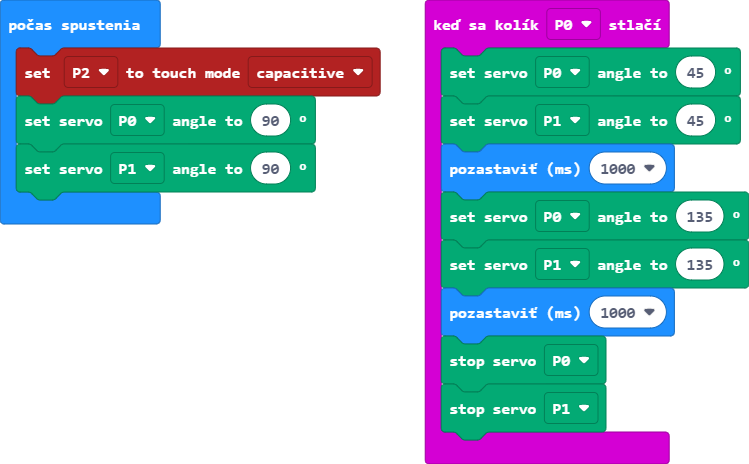 počas spustenia
set P2 to touch mode capacitive
set servo P0 angle to 90 °
set servo P1 angle to 90 °
keď sa kolík P0 stlačí
set servo P0 angle to 45 °
set servo P1 angle to 45 °
pozastaviť (ms) 1000
set servo P0 angle to 135 °
set servo P1 angle to 135 °
pozastaviť (ms) 1000
stop servo P0
stop servo P1